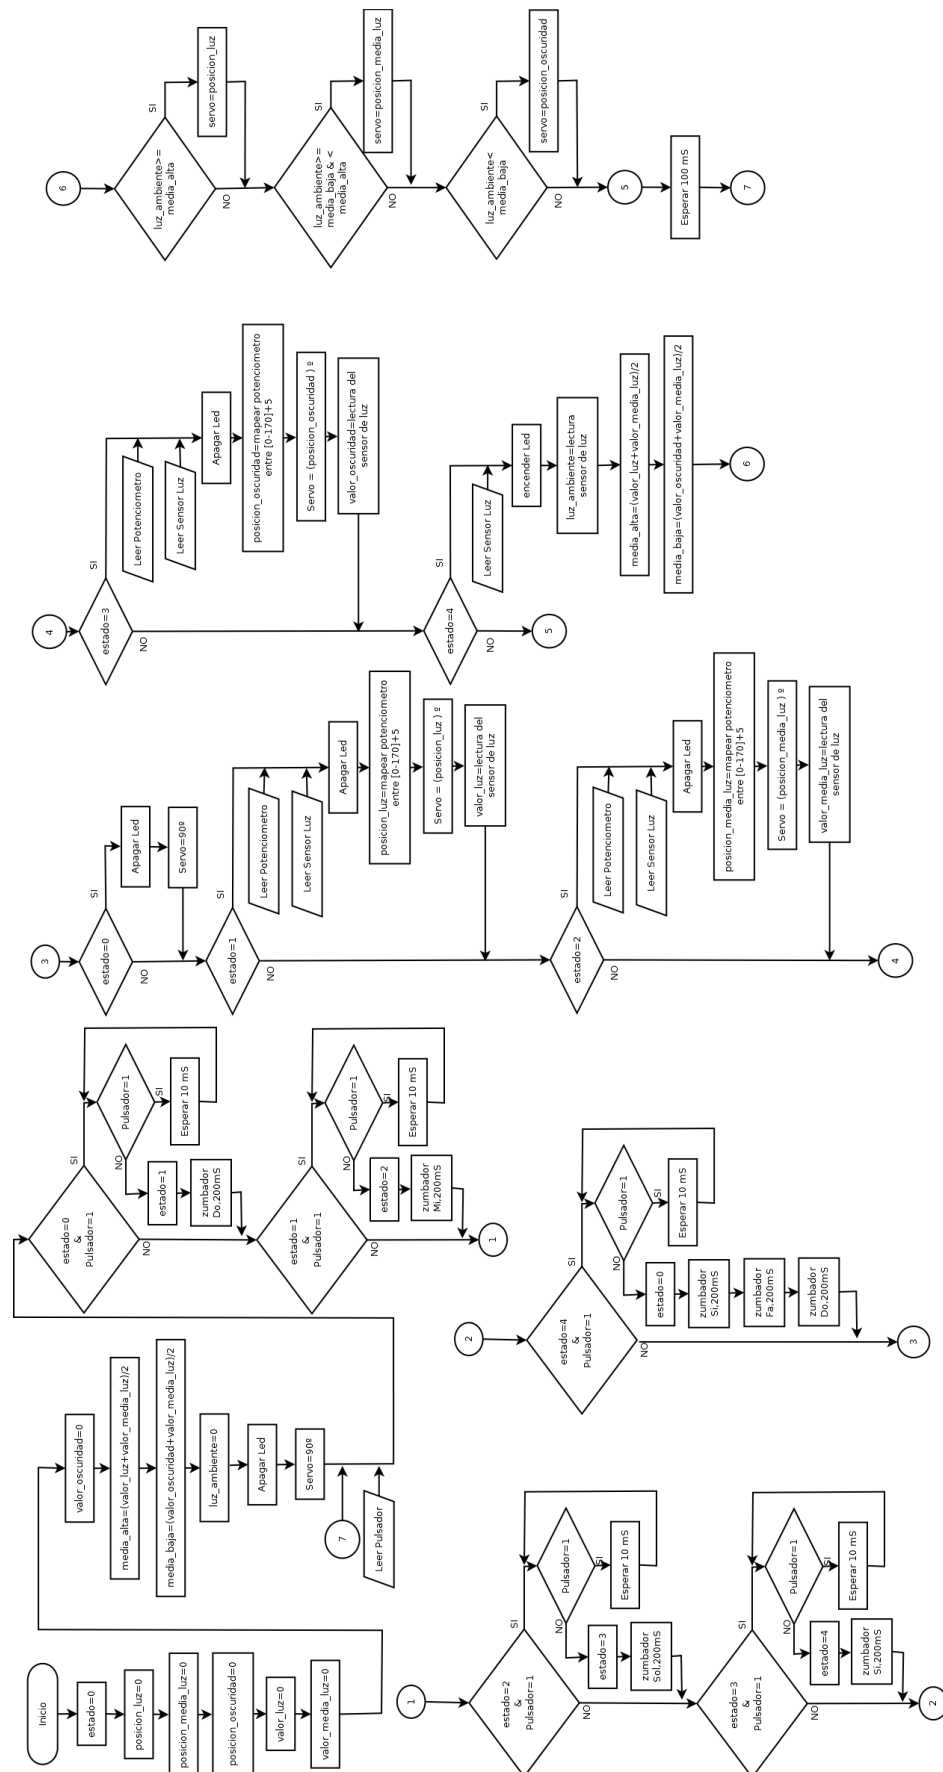 Inicio
estado=0
posicion_luz=0
posicion_media_luz=0
posicion_oscuridad=0
valor_luz=0
valor_media_luz=0
valor_oscuridad=0
media_alta=(valor_luz+valor_media_luz)/2
media_baja=(valor_oscuridad+valor_media_luz)/2
luz_ambiente=0
Apagar Led
Servo=90º
7
Leer Pulsador
estado=0
&
Pulsador=1
SI
NO
Pulsador=1
SI
NO
Esperar 10 mS
estado=1
zumbador
Do,200mS
estado=1
&
Pulsador=1
SI
NO
Pulsador=1
SI
NO
Esperar 10 mS
estado=2
zumbador
Mi,200mS
1
1
estado=2
&
Pulsador=1
SI
NO
Pulsador=1
SI
NO
Esperar 10 mS
estado=3
zumbador
Sol,200mS
estado=3
&
Pulsador=1
SI
NO
Pulsador=1
SI
NO
Esperar 10 mS
estado=4
zumbador
Si,200mS
2
2
estado=4
&
Pulsador=1
SI
NO
Pulsador=1
SI
NO
Esperar 10 mS
estado=0
zumbador
Si,200mS
zumbador
Fa,200mS
zumbador
Do,200mS
3
3
estado=0
SI
NO
Apagar Led
Servo=90º
estado=1
SI
NO
Leer Potenciometro
Leer Sensor Luz
Apagar Led
posicion_luz=mapear potenciometro
entre [0-170]+5
Servo = (posicion_luz ) º
valor_luz=lectura del
sensor de luz
estado=2
SI
NO
Leer Potenciometro
Leer Sensor Luz
Apagar Led
posicion_media_luz=mapear potenciometro
entre [0-170]+5
Servo = (posicion_media_luz ) º
valor_media_luz=lectura del
sensor de luz
4
4
estado=3
SI
NO
Leer Potenciometro
Leer Sensor Luz
Apagar Led
posicion_oscuridad=mapear potenciometro
entre [0-170]+5
Servo = (posicion_oscuridad ) º
valor_oscuridad=lectura del
sensor de luz
estado=4
SI
NO
5
Leer Sensor Luz
encender Led
luz_ambiente=lectura
sensor de luz
media_alta=(valor_luz+valor_media_luz)/2
media_baja=(valor_oscuridad+valor_media_luz)/2
6
6
luz_ambiente>=
media_alta
SI
NO
servo=posicion_luz
luz_ambiente>=
media_baja & <
media_alta
SI
NO
servo=posicion_media_luz
luz_ambiente<
media_baja
SI
NO
servo=posicion_oscuridad
5
Esperar 100 mS
7